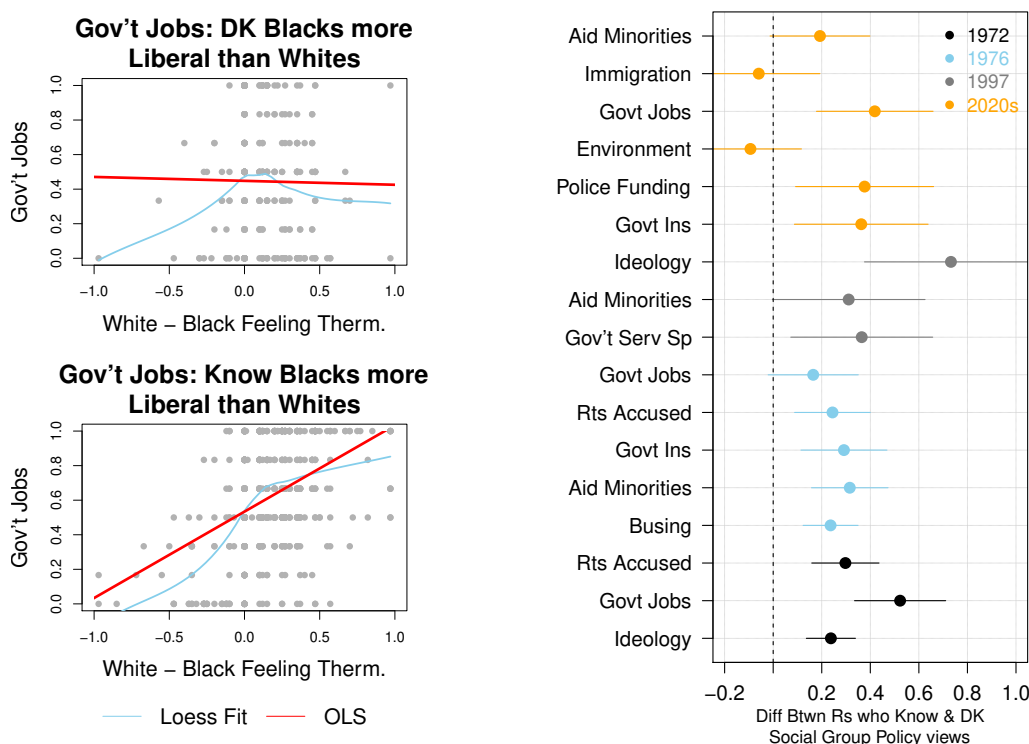 Gov't Jobs: DK Blacks more
Liberal than Whites
Gov't Jobs
1.0
0.8
0.6
0.4
0.2
0.0
−1.0 −0.5 0.0 0.5 1.0
White − Black Feeling Therm.
Gov't Jobs: Know Blacks more
Liberal than Whites
Gov't Jobs
1.0
0.8
0.6
0.4
0.2
0.0
−1.0 −0.5 0.0 0.5 1.0
White − Black Feeling Therm.
Loess Fit OLS
Aid Minorities
Immigration
Govt Jobs
Environment
Police Funding
Govt Ins
Ideology
Aid Minorities
Gov't Serv Sp
Govt Jobs
Rts Accused
Govt Ins
Aid Minorities
Busing
Rts Accused
Govt Jobs
Ideology
1972
1976
1997
2020s
−0.2 0.2 0.4 0.6 0.8 1.0
Diff Btwn Rs who Know & DK
Social Group Policy views